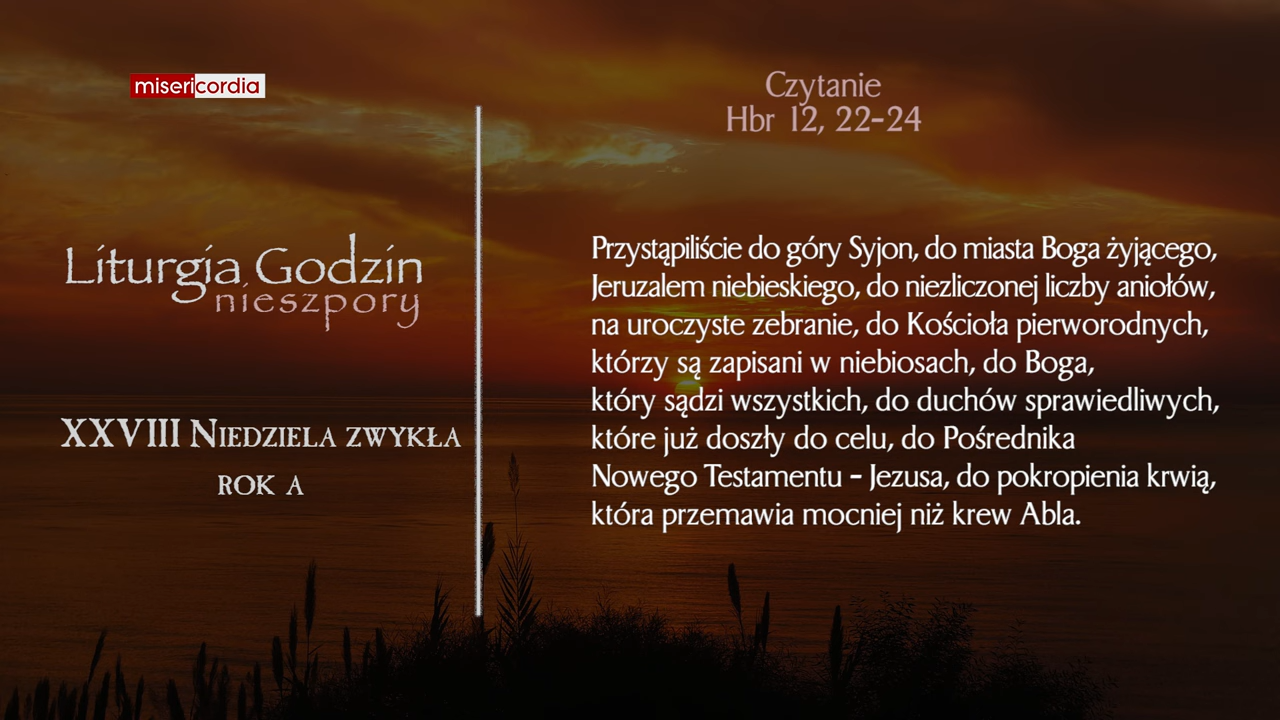 misericordia
Liturgia Godzin
nieszpory
XXVIII Niedziela zwykła
rok A
Czytanie
Hbr 12, 22-24
Przystąpiliście do góry Syjon, do miasta Boga żyjącego,
Jeruzalem niebieskiego, do niezliczonej liczby aniołów,
na uroczyste zebranie, do Kościoła pierworodnych,
którzy są zapisani w niebiosach, do Boga,
który sądzi wszystkich, do duchów sprawiedliwych,
które już doszły do celu, do Pośrednika
Nowego Testamentu - Jezusa, do pokropienia krwią,
która przemawia mocniej niż krew Abla.